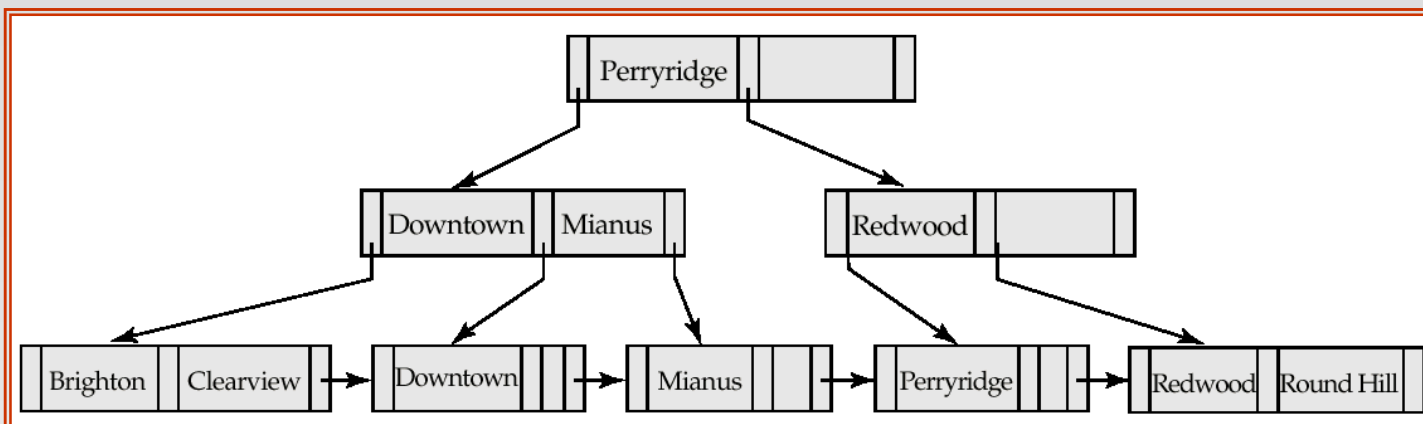 Perryridge
Downtown Mianus Redwood
Brighton Clearview Downtown Mianus Perryridge Redwood Round Hill